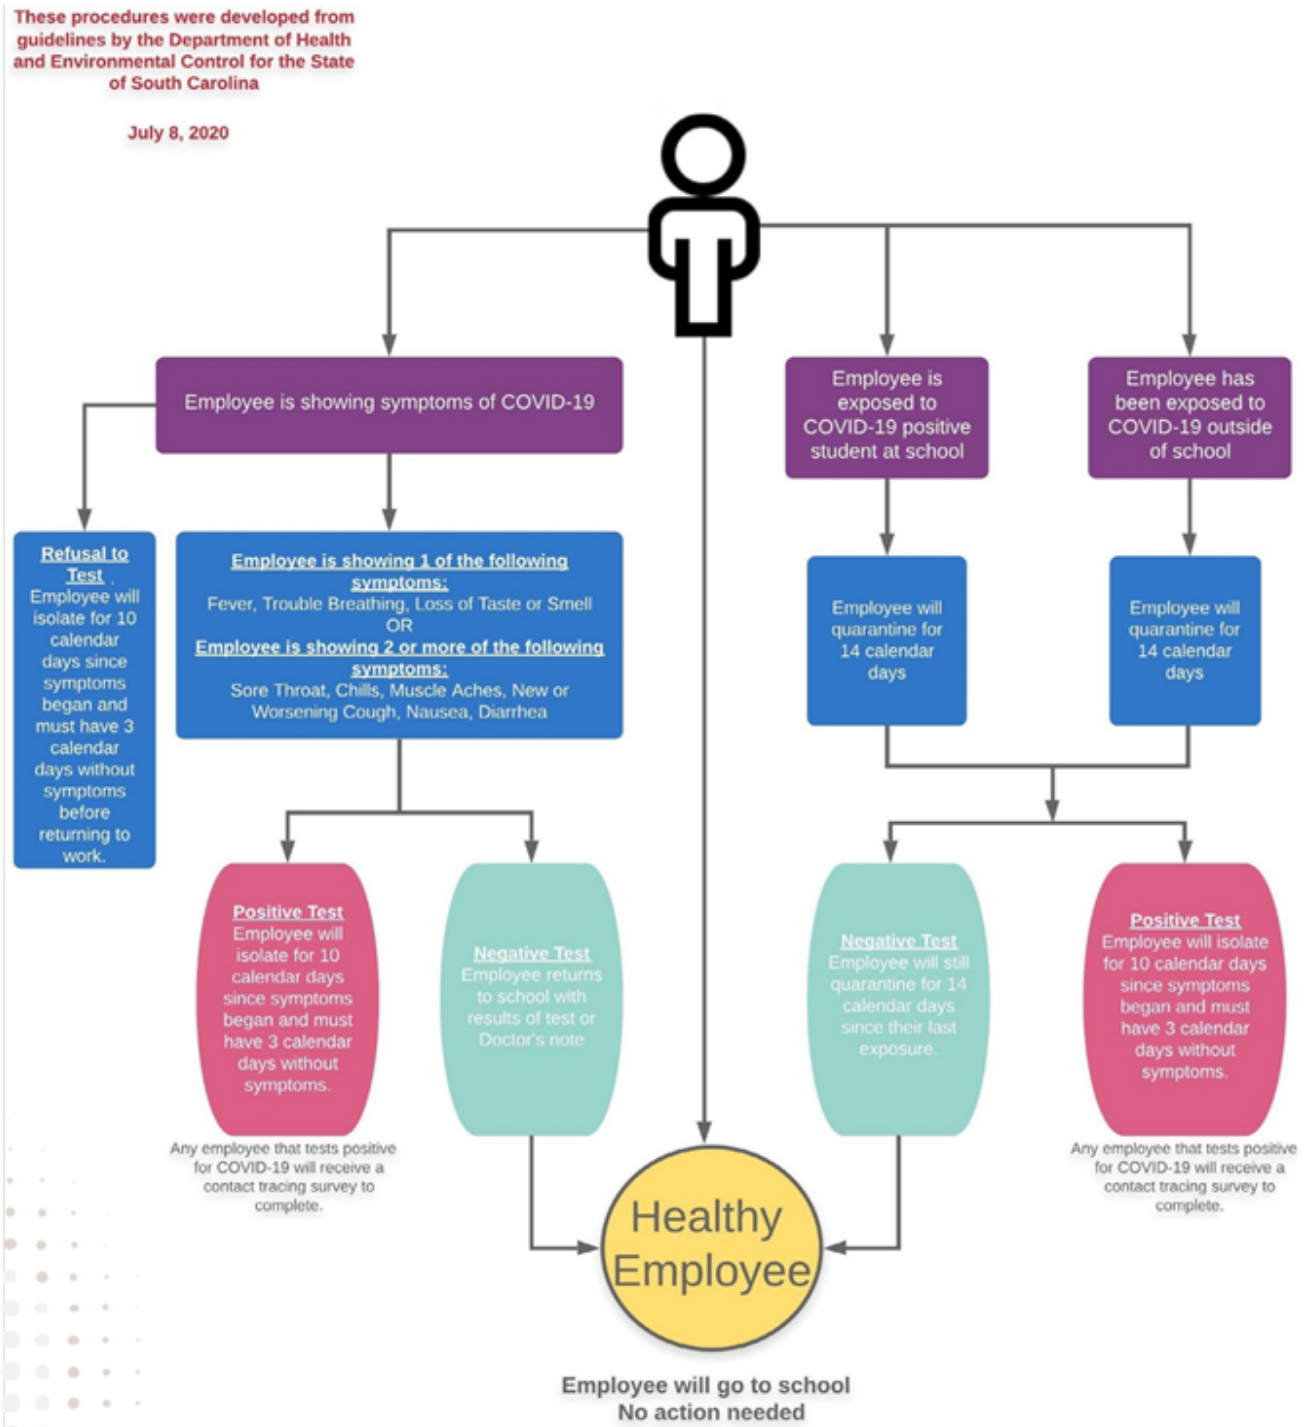 These procedures were developed from
guidelines by the Department of Health
and Environmental Control for the State
of South Carolina
July 8, 2020
Employee is showing symptoms of COVID-19
Employee is
exposed to
COVID-19 positive
student at school
Employee has
been exposed to
COVID-19 outside
of school
Refusal to
Test .
Employee will
isolate for 10
calendar
days since
symptoms
began and
must have 3
calendar
days without
symptoms
before
returning to
work.
Employee is showing 1 of the following
symptoms:
Fever, Trouble Breathing, Loss of Taste or Smell
OR
Employee is showing 2 or more of the following
symptoms:
Sore Throat, Chills, Muscle Aches, New or
Worsening Cough, Nausea, Diarrhea
Employee will
quarantine for
14 calendar
days
Employee will
quarantine for
14 calendar
days
Positive Test
Employee will
isolate for 10
calendar days
since symptoms
began and must
have 3 calendar
days without
symptoms.
Negative Test
Employee returns
to school with
results of test or
Doctor's note
Negative Test
Employee will still
quarantine for 14
calendar days
since their last
exposure.
Positive Test
Employee will isolate
for 10 calendar days
since symptoms
began and must
have 3 calendar
days without
symptoms.
Any employee that tests positive
for COVID-19 will receive a
contact tracing survey to
complete.
Any employee that tests positive
for COVID-19 will receive a
contact tracing survey to
complete.
Healthy
Employee
Employee will go to school
No action needed